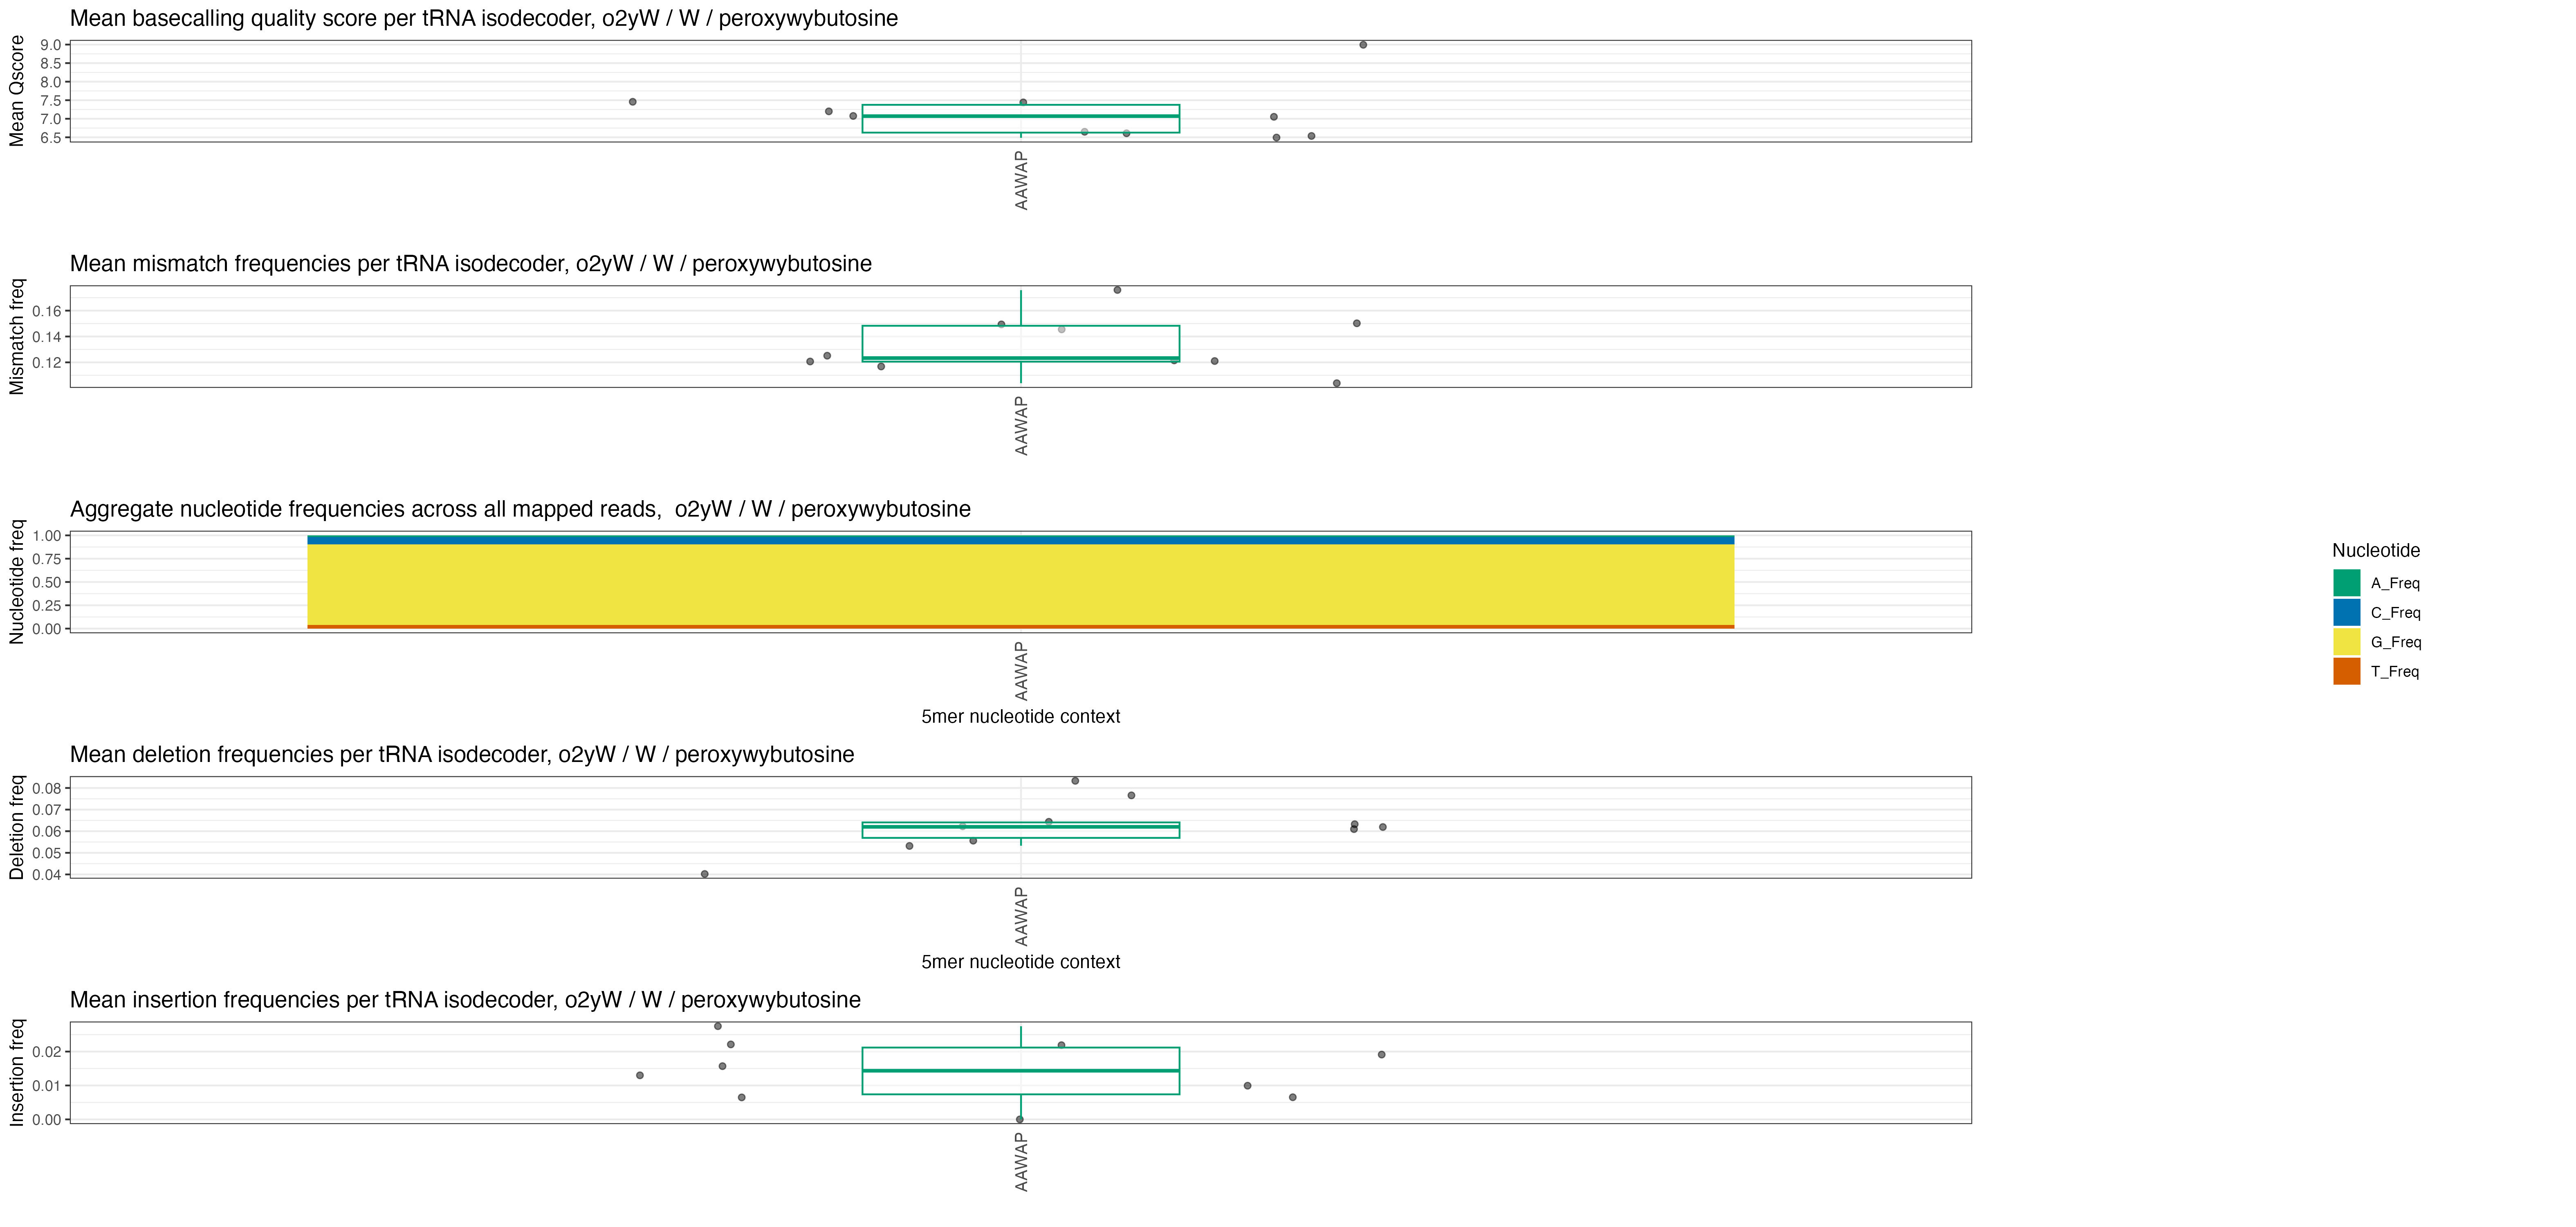 Mean basecalling quality score per tRNA isodecoder, o2yW / W / peroxywybutosine
Mean Qscore
9.0
8.5
8.0
7.5
7.0
6.5
AAWAP
Mean mismatch frequencies per tRNA isodecoder, o2yW / W / peroxywybutosine
Mismatch freq
0.16
0.14
0.12
AAWAP
Aggregate nucleotide frequencies across all mapped reads,  o2yW / W / peroxywybutosine
Nucleotide freq
1.00
0.75
0.50
0.25
0.00
AAWAP
5mer nucleotide context
Nucleotide
A_Freq
C_Freq
G_Freq
T_Freq
Mean deletion frequencies per tRNA isodecoder, o2yW / W / peroxywybutosine
Deletion freq
0.08
0.07
0.06
0.05
0.04
AAWAP
5mer nucleotide context
Mean insertion frequencies per tRNA isodecoder, o2yW / W / peroxywybutosine
Insertion freq
0.02
0.01
0.00
AAWAP